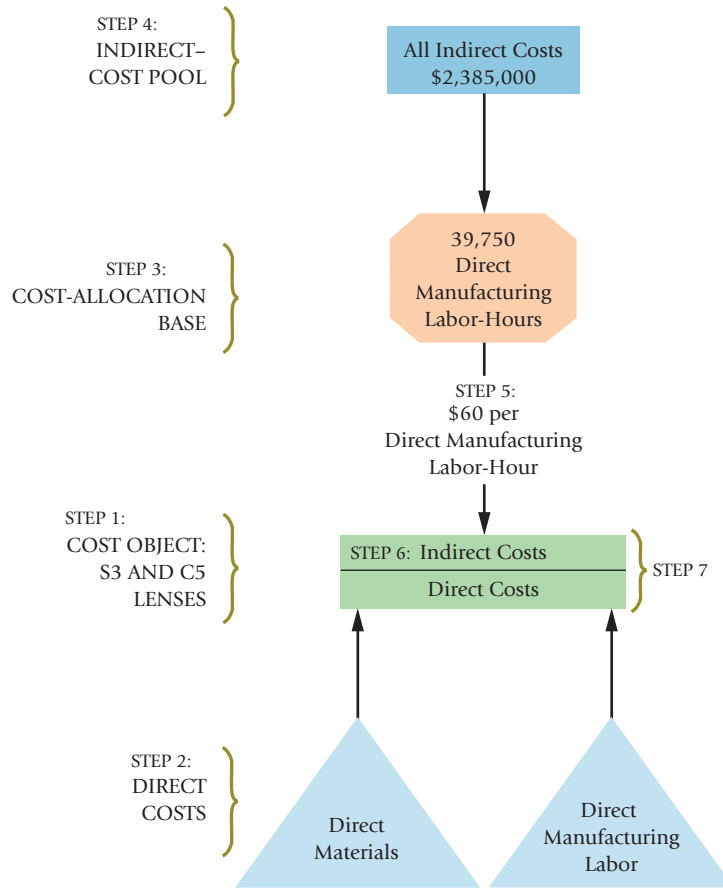 STEP 4:
INDIRECT–
COST POOL
All Indirect Costs
$2,385,000
STEP 3:
COST-ALLOCATION
BASE
39,750
Direct
Manufacturing
Labor-Hours
STEP 5:
$60 per
Direct Manufacturing
Labor-Hour
STEP 1:
COST OBJECT:
S3 AND C5
LENSES
STEP 6: Indirect Costs
Direct Costs
STEP 7
STEP 2:
DIRECT
COSTS
Direct
Materials
Direct
Manufacturing
Labor